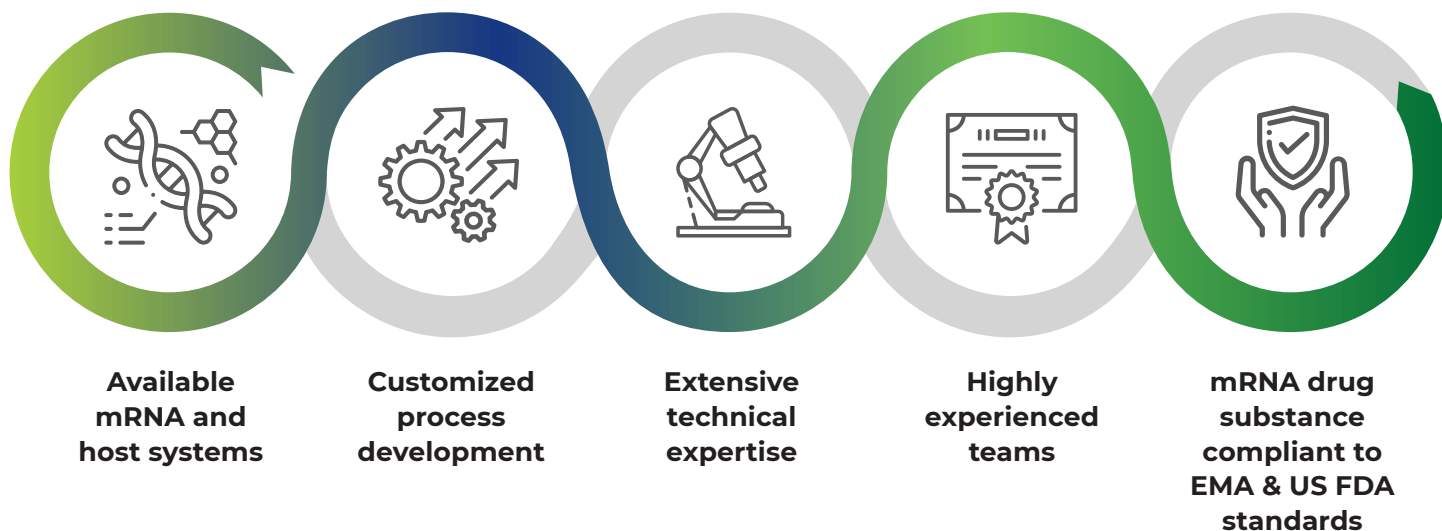 Available
mRNA and
host systems
Customized
process
development
Extensive
technical
expertise
Highly
experienced
teams
mRNA drug
substance
compliant to
EMA & US FDA
standards